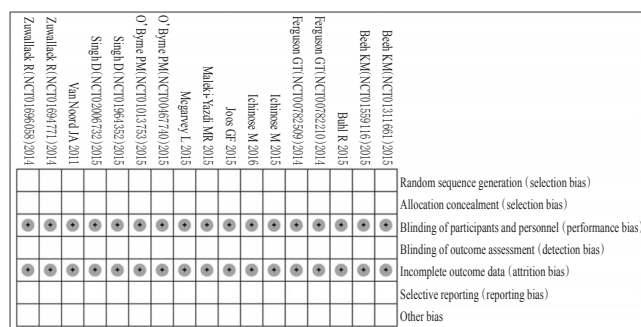 Zuwallack R(NCT01696058) 2014
Zuwallack R(NCT01694771) 2014
Van Noord JA 2011
Singh D(NCT02006732) 2015
Singh D(NCT01964352) 2015
O' Byrne PM(NCT01013753) 2015
O' Byrne PM(NCT00467740) 2015
Mcgarvey L 2015
Maleki-Yazdi MR 2015
Joos GF 2015
Ichinose M 2016
Ichinose M 2015
Ferguson GT(NCT00782509) 2014
Ferguson GT(NCT00782210) 2014
Buhl R 2015
Beeh KM(NCT01559116) 2015
Beeh KM(NCT01311661) 2015
Random sequence generation (selection bias)
Allocation concealment (selection bias)
Blinding of participants and personnel (performance bias)
Blinding of outcome assessment (detection bias)
Incomplete outcome data (attrition bias)
Selective reporting (reporting bias)
Other bias